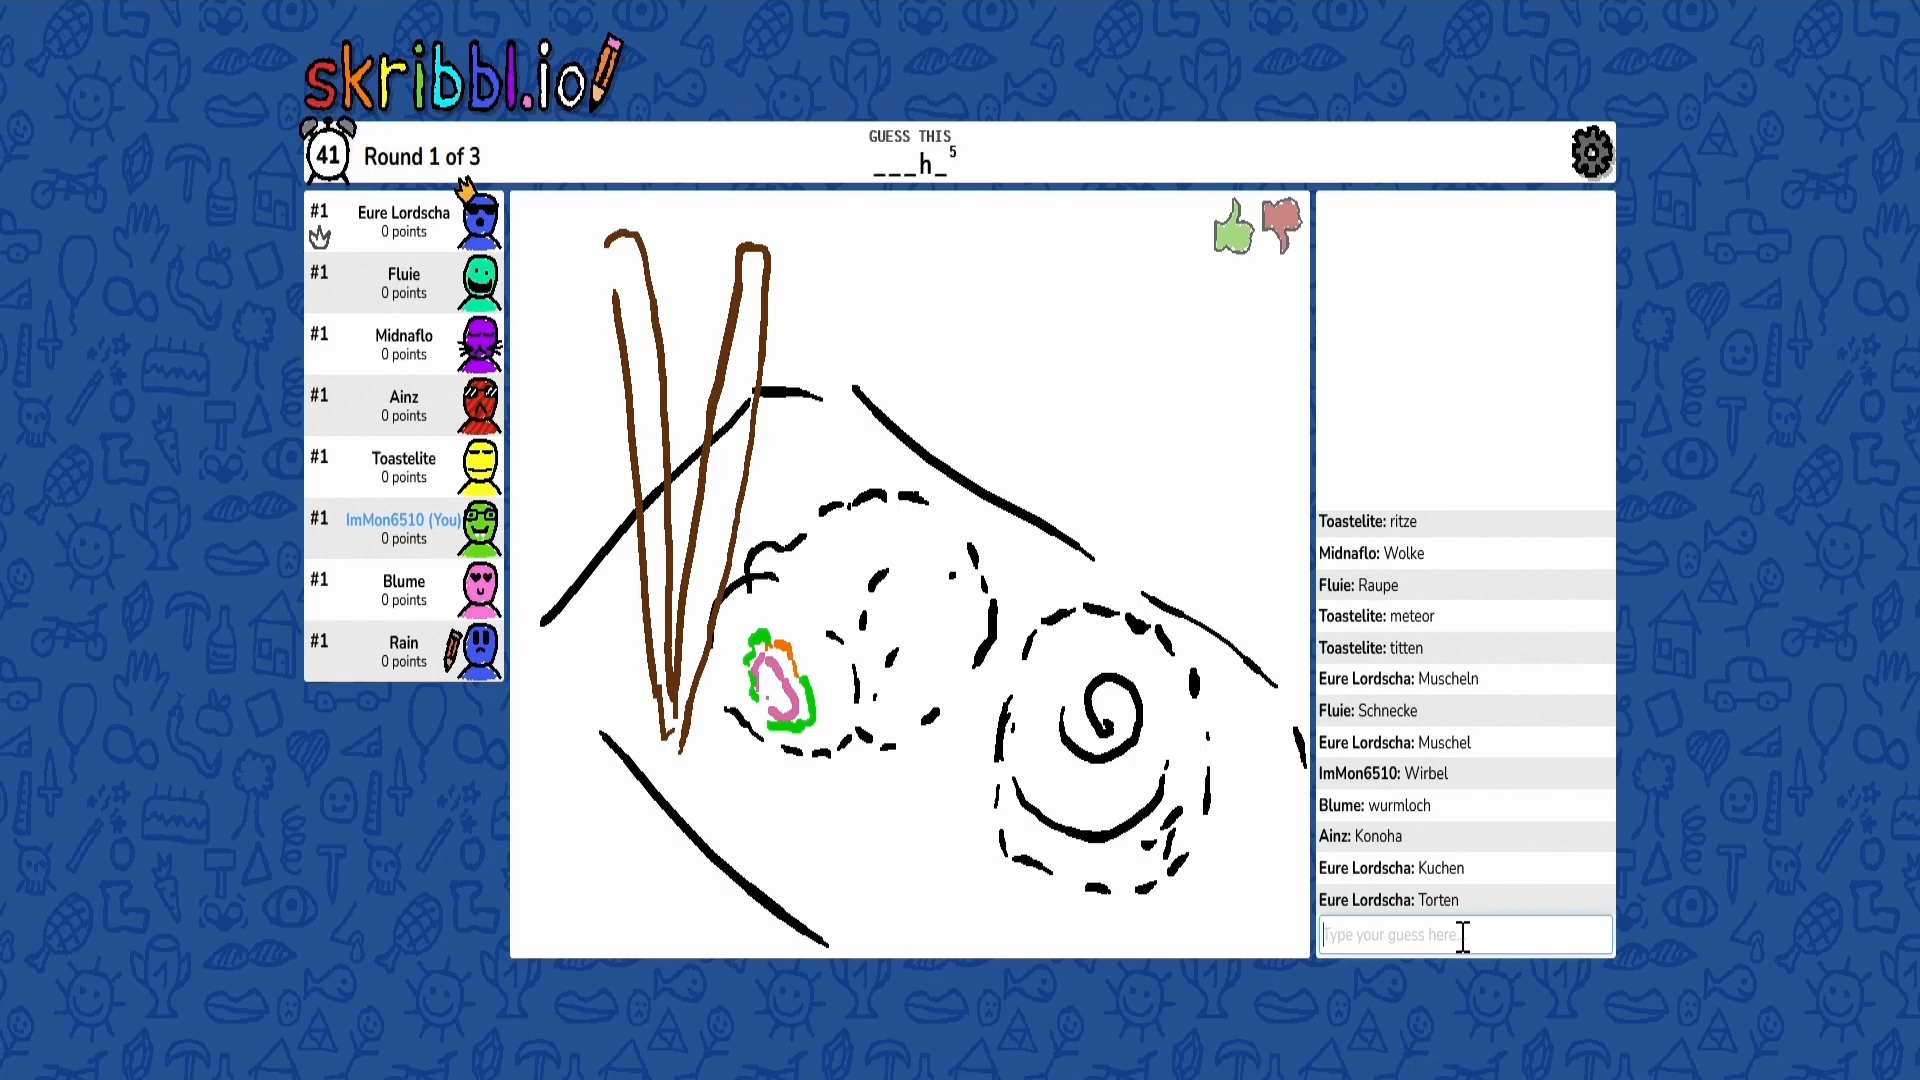 skribbl.io
41
Round 1 of 3
GUESS THIS
___h_ 5
#1 Eure Lordscha
0 points
#1 Fluie
0 points
#1 Midnaflo
0 points
#1 Ainz
0 points
#1 Toastelite
0 points
#1 ImMon6510 (You)
0 points
#1 Blume
0 points
#1 Rain
0 points
Toastelite: ritze
Midnaflo: Wolke
Fluie: Raupe
Toastelite: meteor
Toastelite: titten
Eure Lordscha: Muscheln
Fluie: Schnecke
Eure Lordscha: Muschel
ImMon6510: Wirbel
Blume: wurmloch
Ainz: Konoha
Eure Lordscha: Kuchen
Eure Lordscha: Torten
Type your guess here...